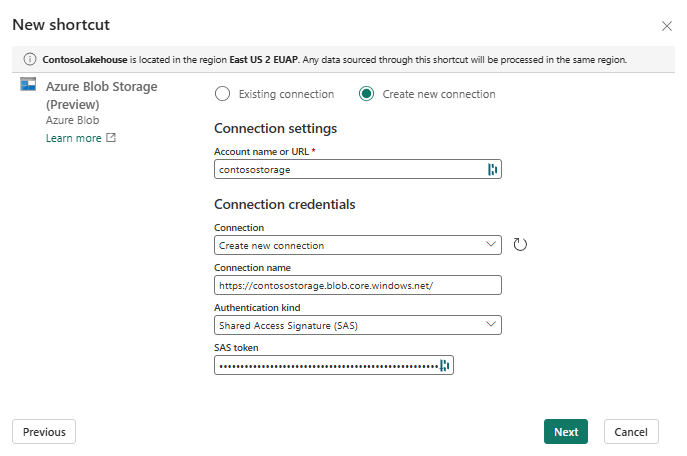 New shortcut
ContosoLakehouse is located in the region East US 2 EUAP. Any data sourced through this shortcut will be processed in the same region.
Azure Blob Storage
(Preview)
Azure Blob
Learn more
Existing connection
Create new connection
Connection settings
Account name or URL *
contosostorage
Connection credentials
Connection
Create new connection
Connection name
https://contosostorage.blob.core.windows.net/
Authentication kind
Shared Access Signature (SAS)
SAS token
Previous
Next
Cancel